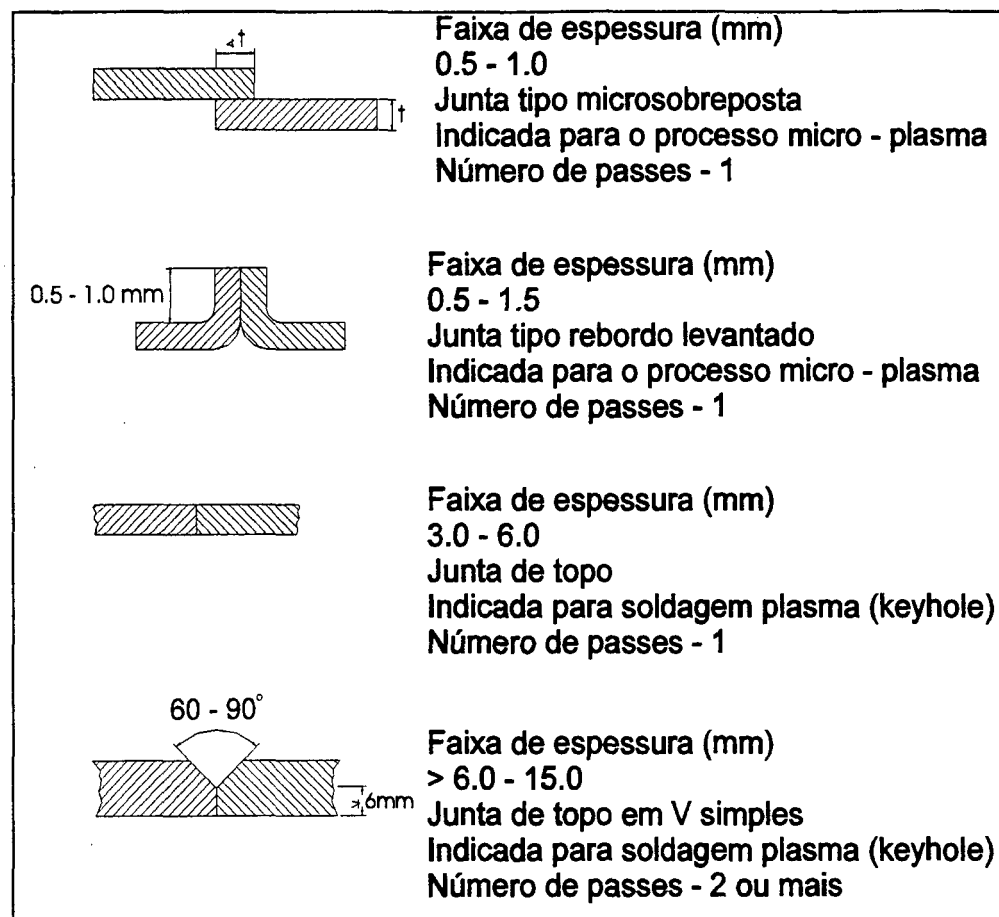 Faixa de espessura (mm)
0.5 - 1.0
Junta tipo microsobreposta
Indicada para o processo micro - plasma
Número de passes - 1
t
Faixa de espessura (mm)
0.5 - 1.5
Junta tipo rebordo levantado
Indicada para o processo micro - plasma
Número de passes - 1
0.5 - 1.0 mm
Faixa de espessura (mm)
3.0 - 6.0
Junta de topo
Indicada para soldagem plasma (keyhole)
Número de passes - 1
60 - 90°
6mm
Faixa de espessura (mm)
> 6.0 - 15.0
Junta de topo em V simples
Indicada para soldagem plasma (keyhole)
Número de passes - 2 ou mais